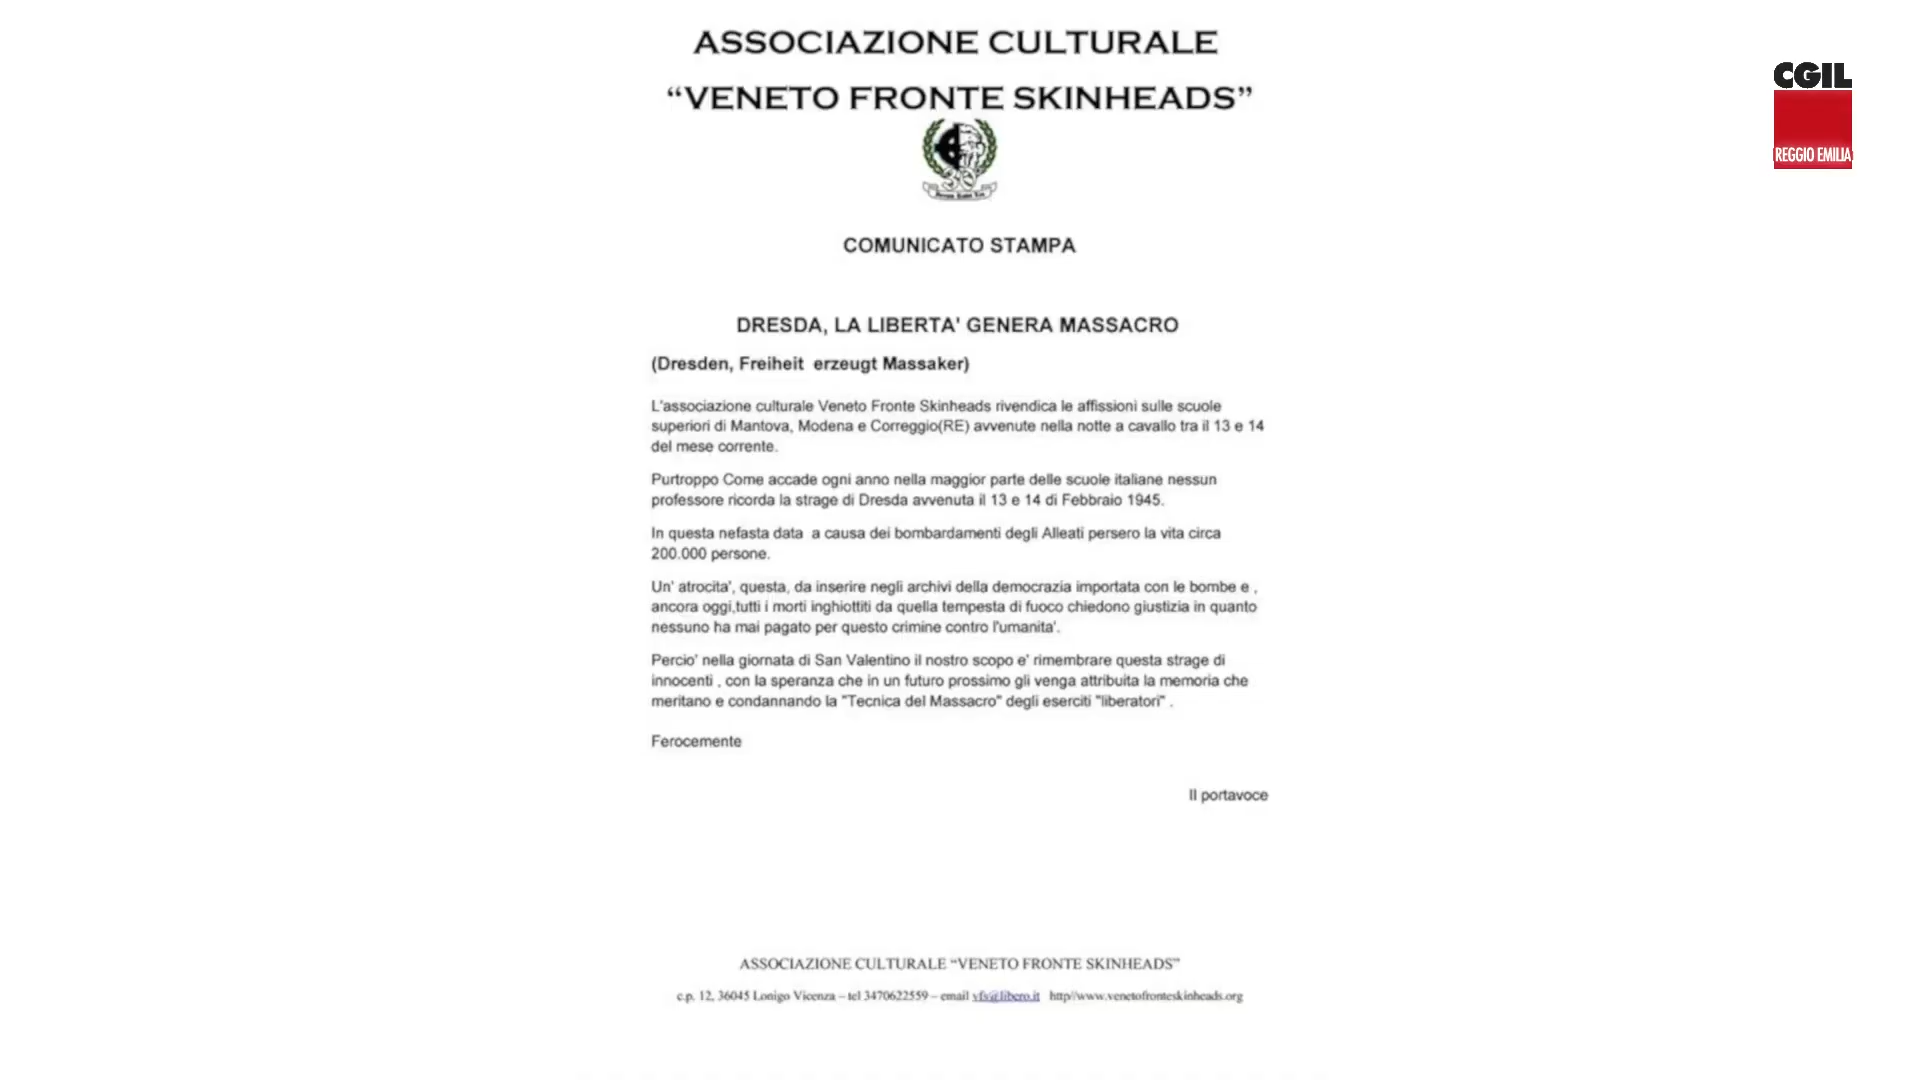 ASSOCIAZIONE CULTURALE
“VENETO FRONTE SKINHEADS”
CGIL
REGGIO EMILIA
COMUNICATO STAMPA
DRESDA, LA LIBERTA' GENERA MASSACRO
(Dresden, Freiheit erzeugt Massaker)
L'associazione culturale Veneto Fronte Skinheads rivendica le affissioni sulle scuole
superiori di Mantova, Modena e Correggio(RE) avvenute nella notte a cavallo tra il 13 e 14
del mese corrente.
Purtroppo Come accade ogni anno nella maggior parte delle scuole italiane nessun
professore ricorda la strage di Dresda avvenuta il 13 e 14 di Febbraio 1945.
In questa nefasta data a causa dei bombardamenti degli Alleati persero la vita circa
200.000 persone.
Un' atrocita', questa, da inserire negli archivi della democrazia importata con le bombe e ,
ancora oggi,tutti i morti inghiottiti da quella tempesta di fuoco chiedono giustizia in quanto
nessuno ha mai pagato per questo crimine contro l'umanita'.
Percio' nella giornata di San Valentino il nostro scopo e' rimembrare questa strage di
innocenti , con la speranza che in un futuro prossimo gli venga attribuita la memoria che
meritano e condannando la "Tecnica del Massacro" degli eserciti "liberatori" .
Ferocemente
Il portavoce
ASSOCIAZIONE CULTURALE “VENETO FRONTE SKINHEADS”
c.p. 12, 36045 Lonigo Vicenza – tel 3470622559 – email vfs@libero.it http//www.venetofronteskinheads.org